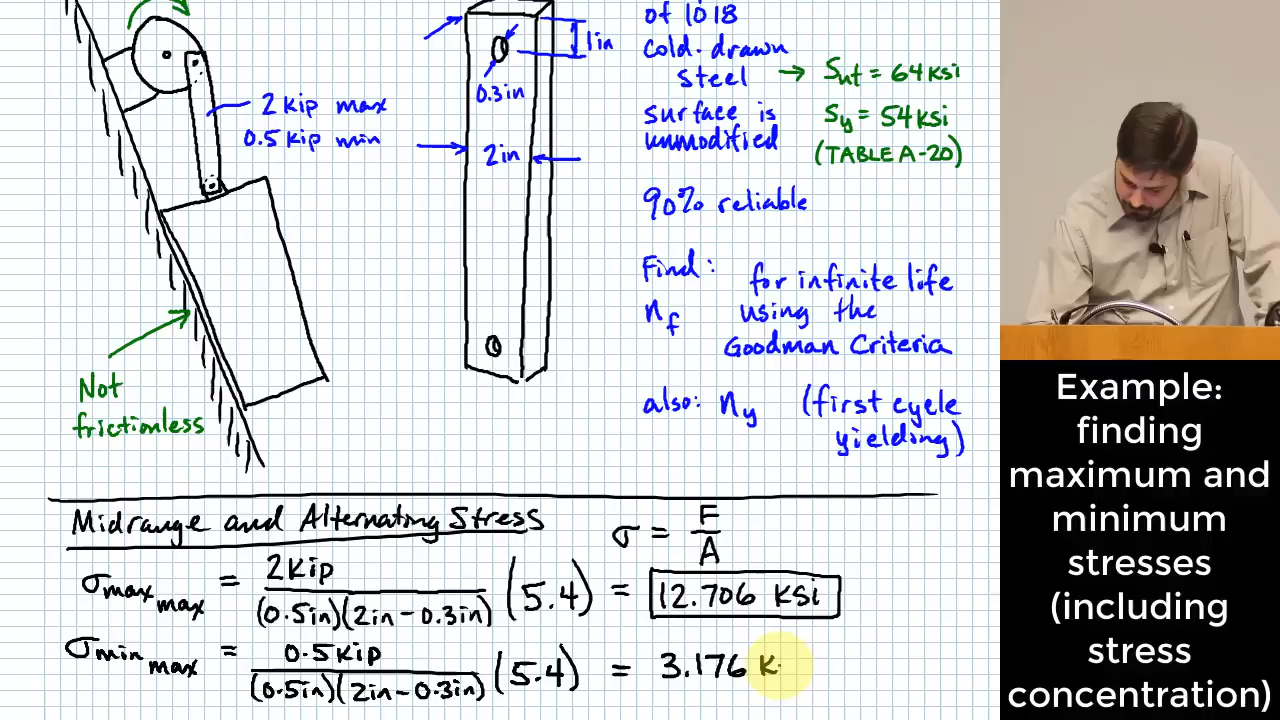 of 1018
cold-drawn
steel → Sut = 64 ksi
surface is
unmodified
Sy = 54 ksi
(TABLE A-20)
90% reliable
Find:
nf
for infinite life
using the
Goodman Criteria
also: ny (first cycle
yielding)
2 kip max
0.5 kip min
Not
frictionless
1in
0.3in
2in
Midrange and Alternating Stress
σ = F/A
σmax max = 2 Kip / (0.5in)(2in-0.3in) (5.4) = 12.706 ksi
σmin max = 0.5 kip / (0.5in)(2in-0.3in) (5.4) = 3.176 k
Example:
finding
maximum and
minimum
stresses
(including
stress
concentration)